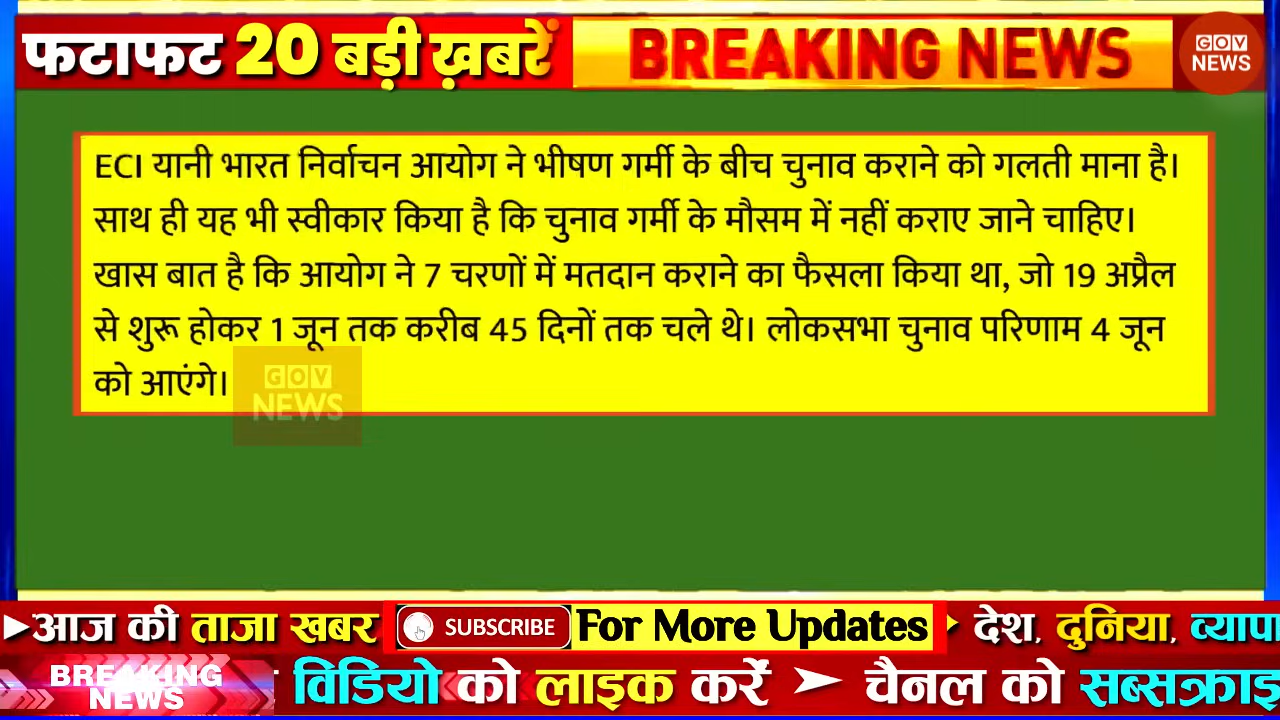 फटाफट 20 बड़ी ख़बरें
BREAKING NEWS
GOV
NEWS
ECI यानी भारत निर्वाचन आयोग ने भीषण गर्मी के बीच चुनाव कराने को गलती माना है।
साथ ही यह भी स्वीकार किया है कि चुनाव गर्मी के मौसम में नहीं कराए जाने चाहिए।
खास बात है कि आयोग ने 7 चरणों में मतदान कराने का फैसला किया था, जो 19 अप्रैल
से शुरू होकर 1 जून तक करीब 45 दिनों तक चले थे। लोकसभा चुनाव परिणाम 4 जून
को आएंगे।
GOV
NEWS
आज की ताजा खबर SUBSCRIBE For More Updates देश, दुनिया,
BREAKING
NEWS
विडियो को लाइक करें ➤ चैनल को